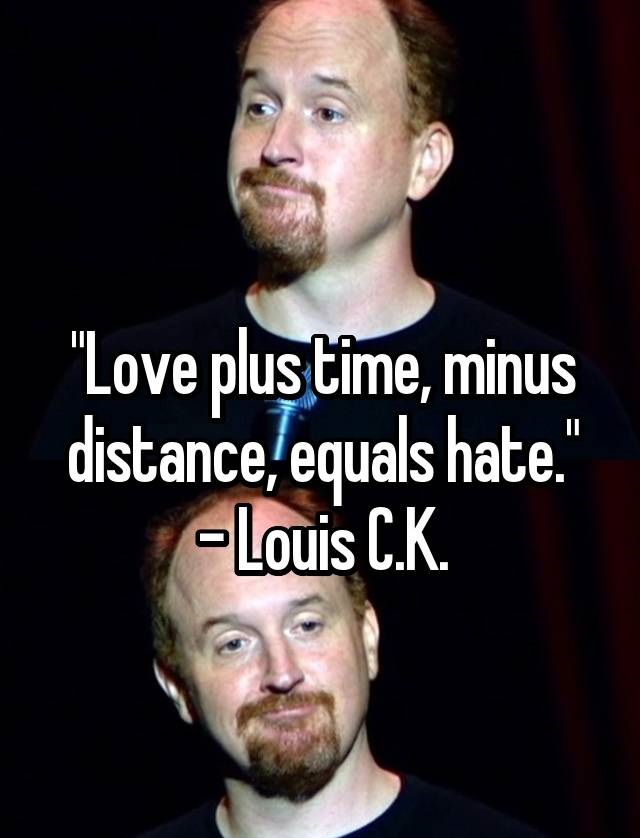 "Love plus time, minus
distance, equals hate."
- Louis C.K.